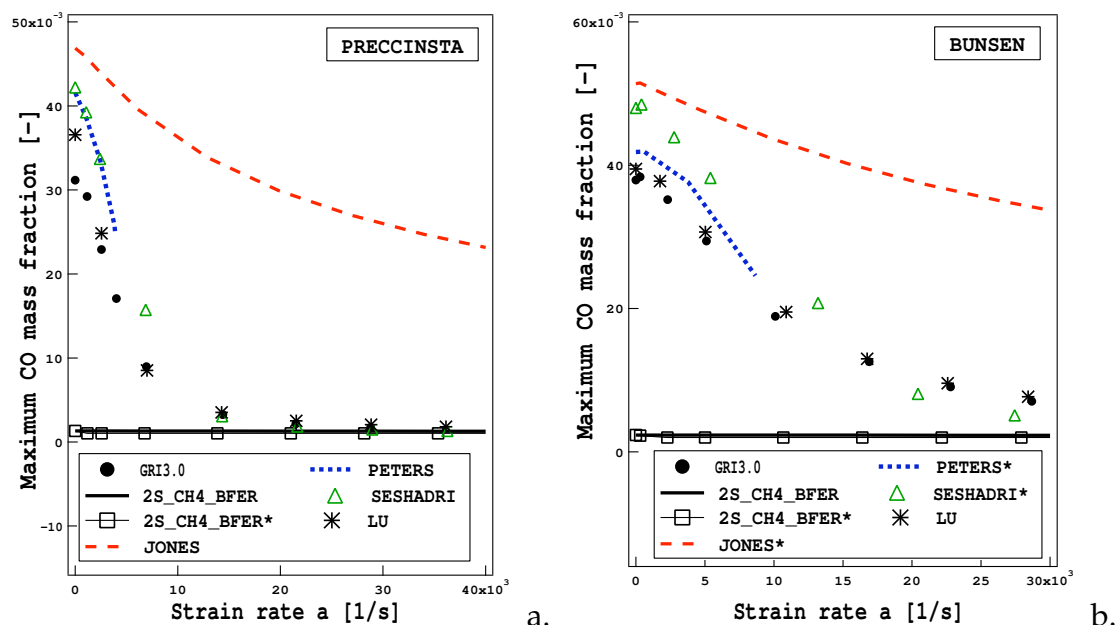 50x10⁻³
PRECCINSTA
40
30
20
10
0
-10
Maximum CO mass fraction [-]
GRI3.0
PETERS
2S_CH4_BFER
SESHADRI
2S_CH4_BFER*
LU
JONES
0
10
20
30
40x10³
Strain rate a [1/s]
a.
60x10⁻³
BUNSEN
40
20
0
Maximum CO mass fraction [-]
GRI3.0
PETERS*
2S_CH4_BFER
SESHADRI*
2S_CH4_BFER*
LU
JONES*
0
5
10
15
20
25
30x10³
Strain rate a [1/s]
b.